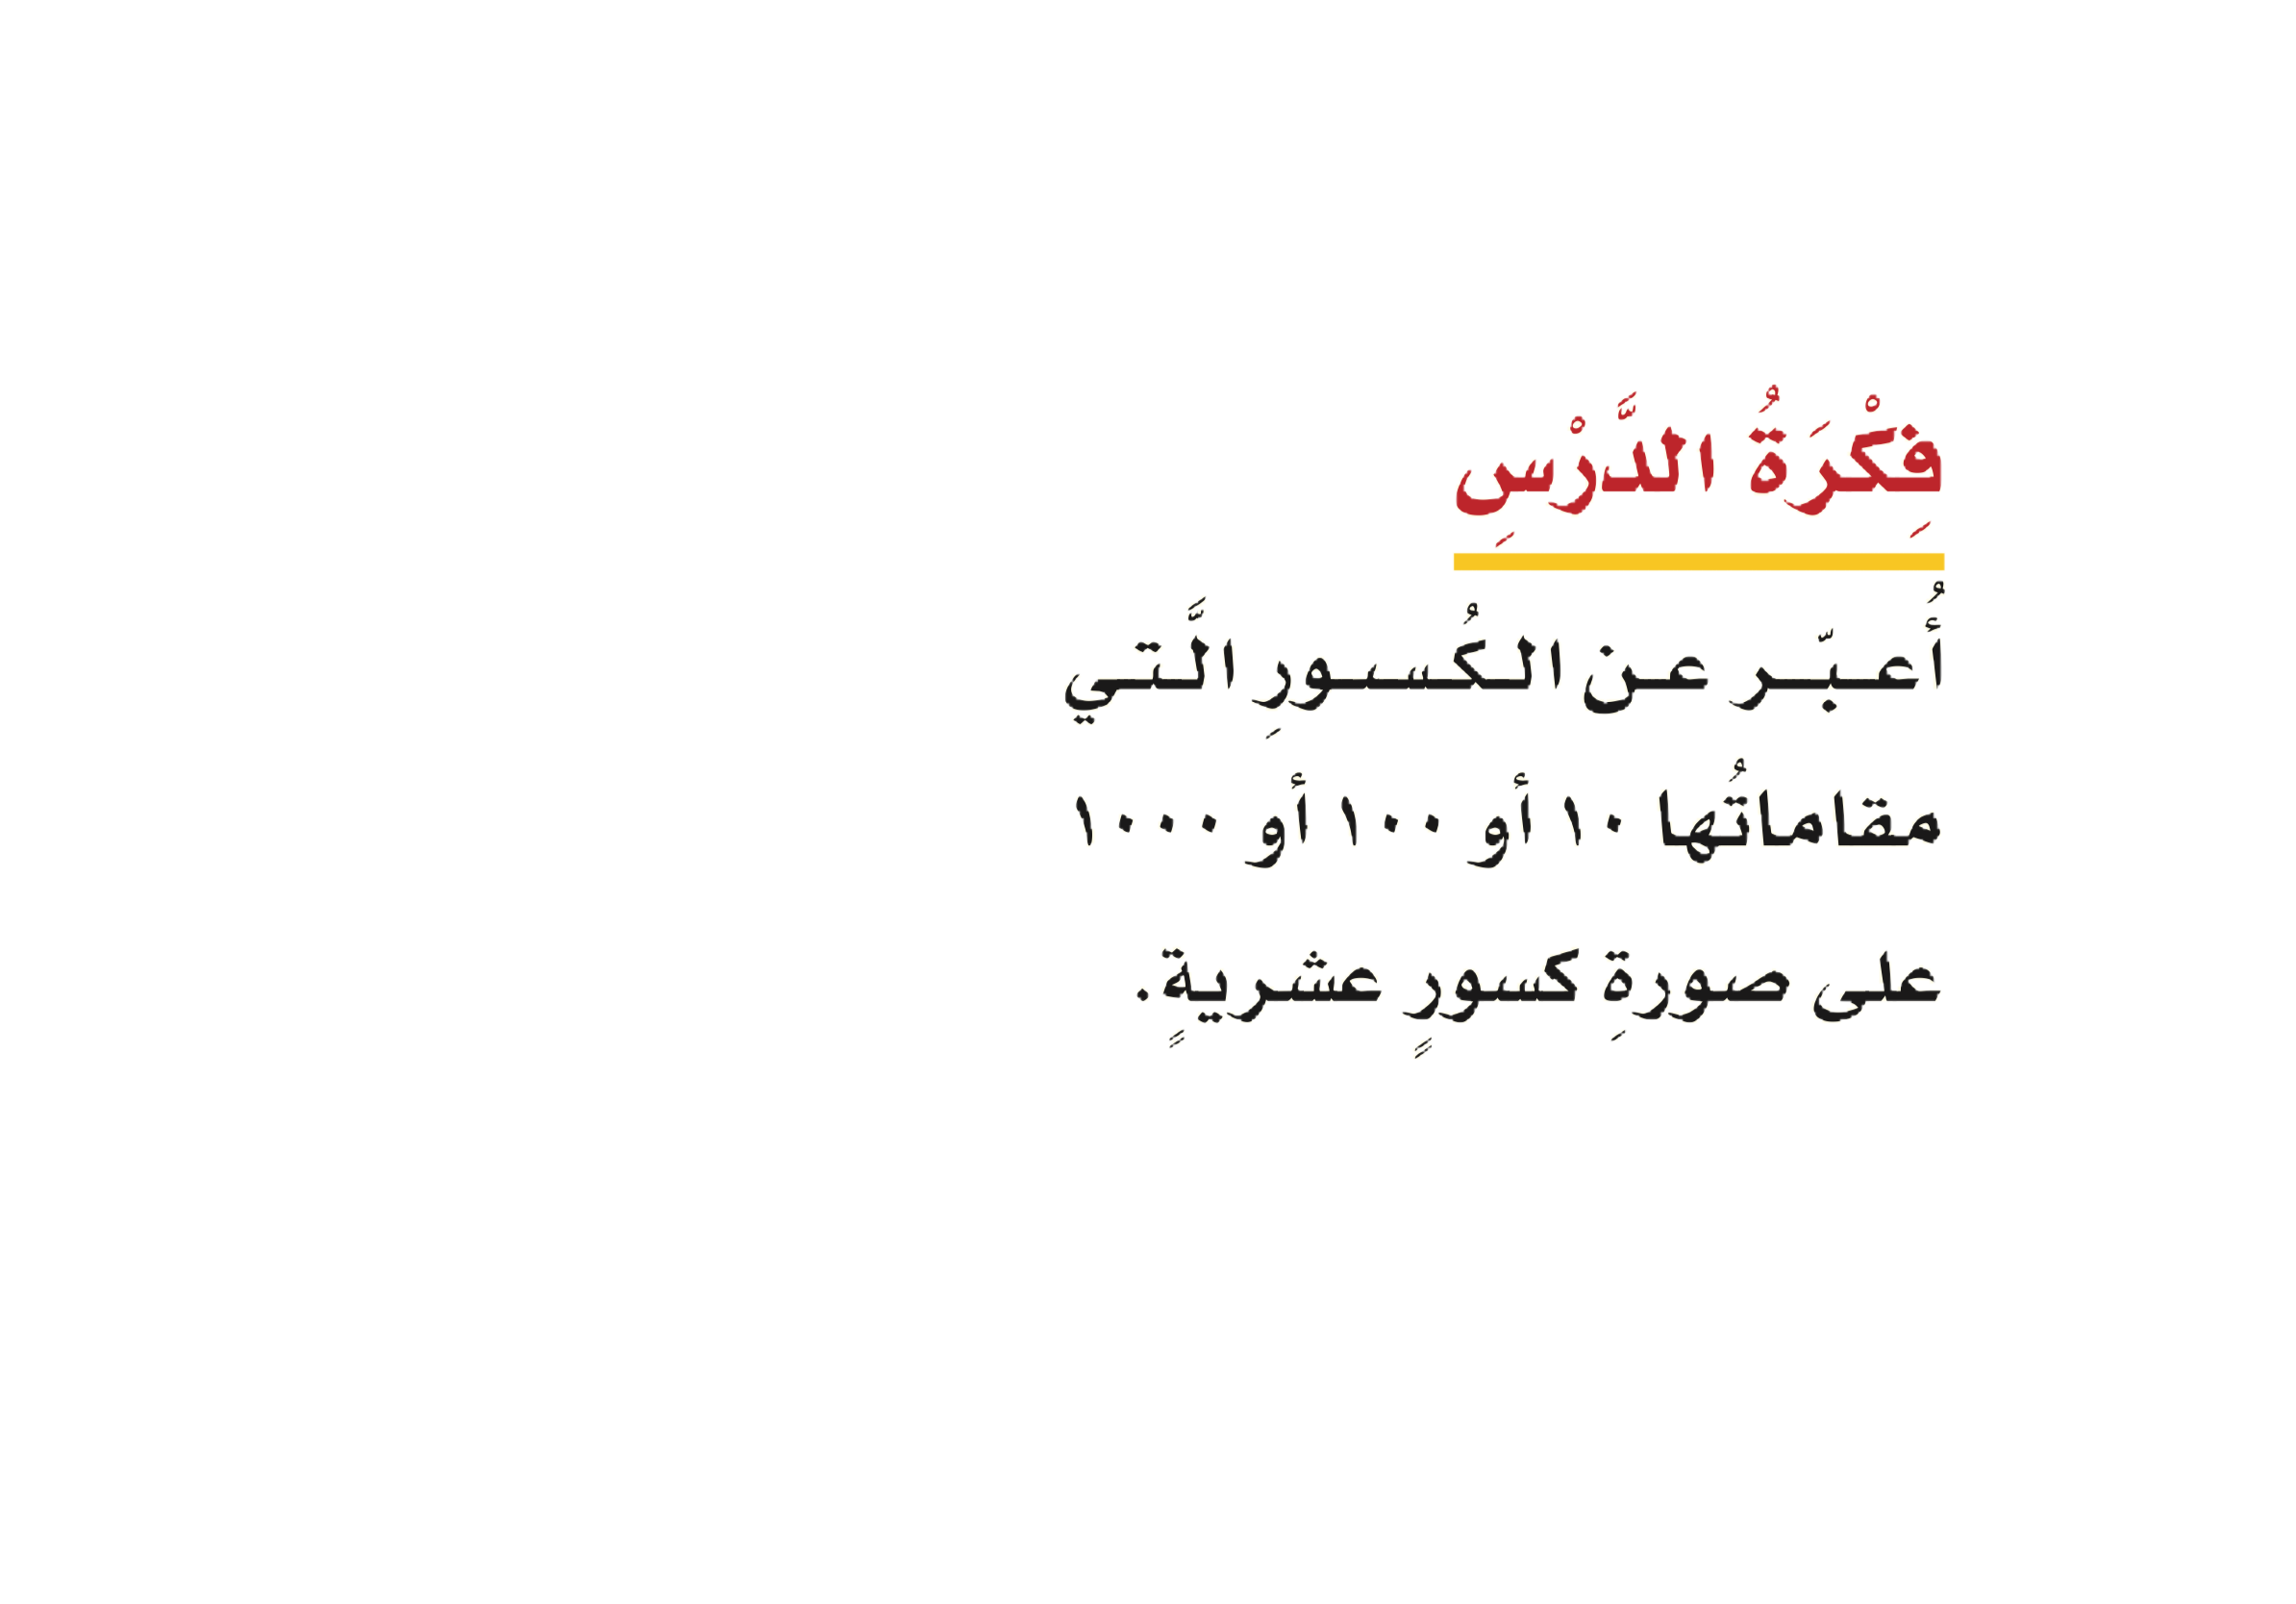 فِكْرَةُ الدَّرْسِ
أُعبّر عن الكُسورِ الَّتي
مقاماتُها ١٠ أو ١٠٠ أو ١٠٠٠
على صورةِ كسورٍ عشريةٍ.